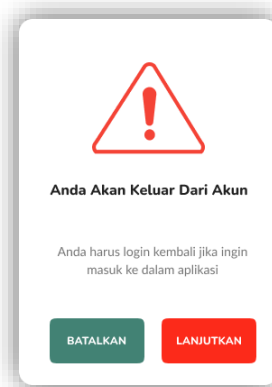 Anda Akan Keluar Dari Akun
Anda harus login kembali jika ingin
masuk ke dalam aplikasi
BATALKAN
LANJUTKAN